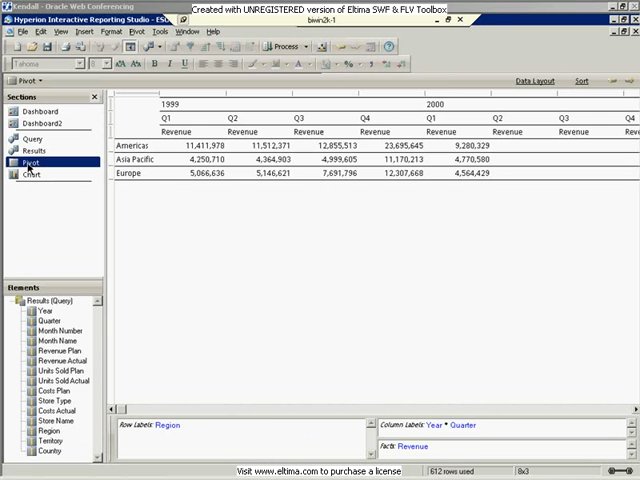 Kendall - Oracle Web Conferencing
Created with UNREGISTERED version of Eltima SWF & FLV Toolbox
Hyperion Interactive Reporting Studio - ESC
biwin2k-1
File Edit View Insert Format Pivot Tools Window Help
Process
Tahoma 8 B I U
Pivot Data Layout Sort
Sections
1999 2000
Dashboard
Dashboard2
Q1 Q2 Q3 Q4 Q1 Q2 Q3
Revenue Revenue Revenue Revenue Revenue Revenue Revenue
Query
Results
Pivot
Chart
Americas 11,411,978 11,512,371 12,855,513 23,695,645 9,280,329
Asia Pacific 4,250,710 4,364,903 4,999,605 11,170,213 4,770,580
Europe 5,066,636 5,146,621 7,691,796 12,307,668 4,564,429
Elements
Results (Query)
Year
Quarter
Month Number
Month Name
Revenue Plan
Revenue Actual
Units Sold Plan
Units Sold Actual
Costs Plan
Store Type
Costs Actual
Store Name
Region
Territory
Country
Row Labels: Region
Column Labels: Year * Quarter
Facts: Revenue
Visit www.eltima.com to purchase a license
612 rows used 8x3